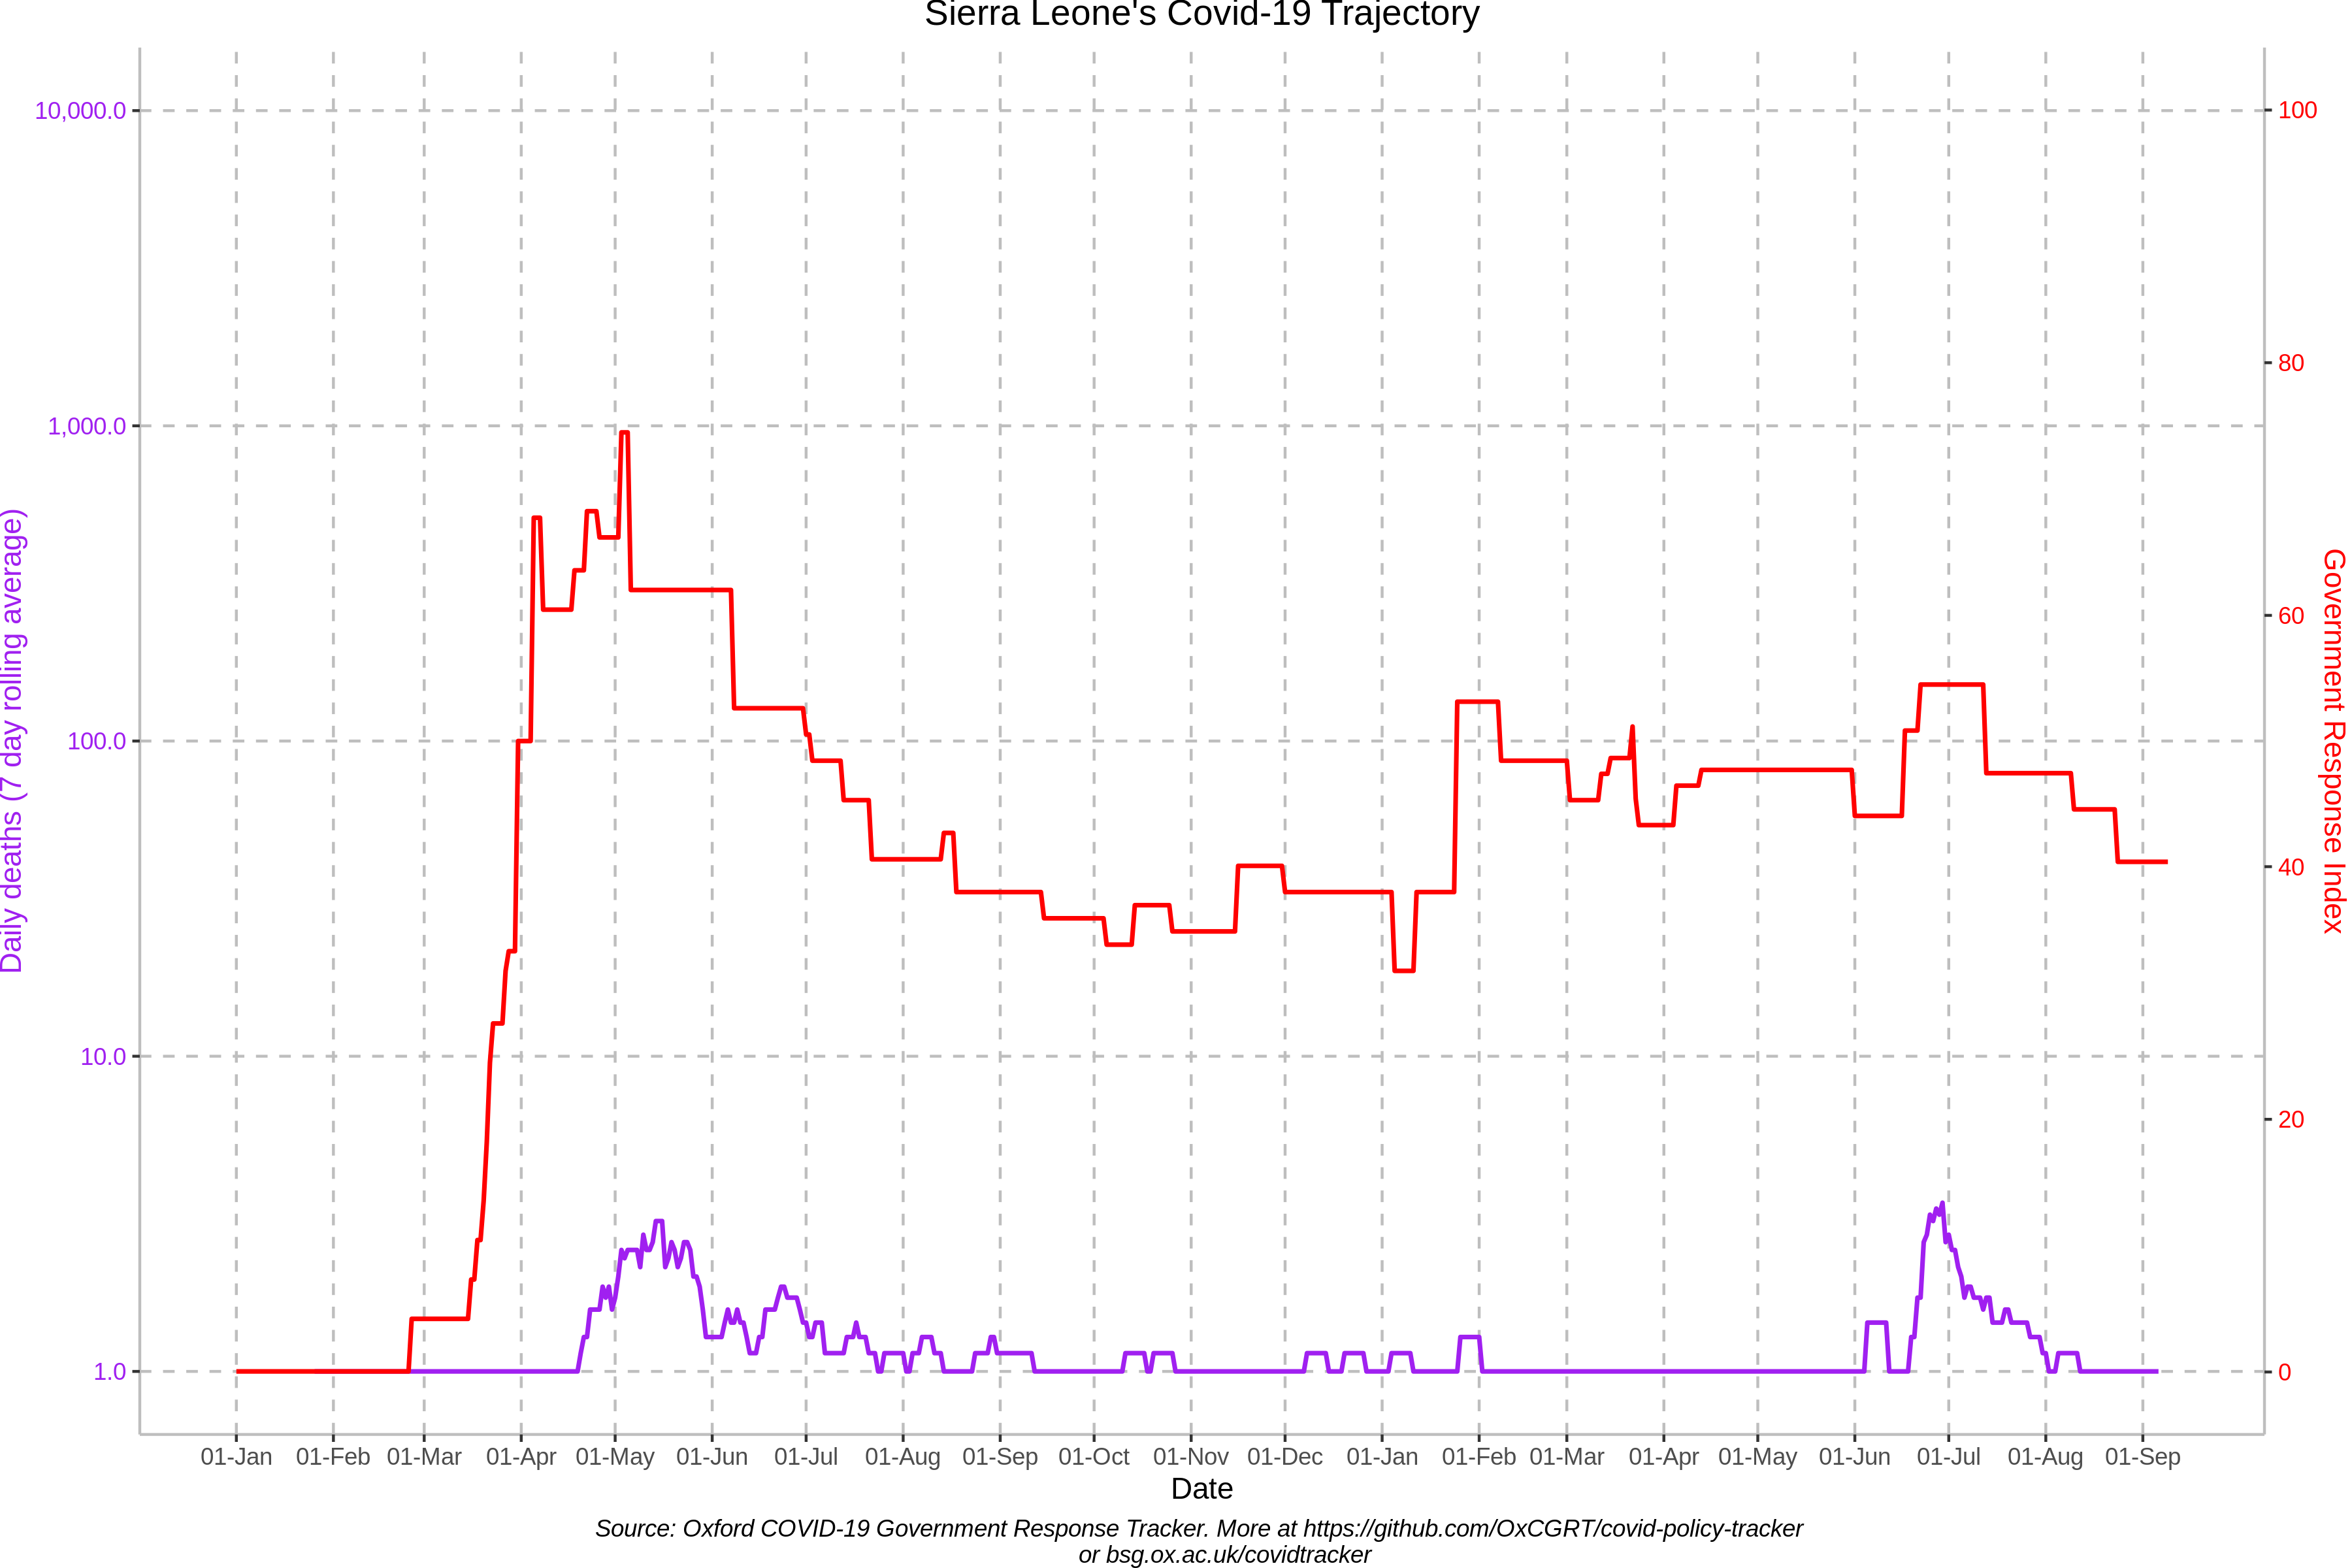 Sierra Leone's Covid-19 Trajectory
10,000.0
1,000.0
100.0
10.0
1.0
Daily deaths (7 day rolling average)
100
80
60
40
20
0
Government Response Index
01-Jan 01-Feb 01-Mar 01-Apr 01-May 01-Jun 01-Jul 01-Aug 01-Sep 01-Oct 01-Nov 01-Dec 01-Jan 01-Feb 01-Mar 01-Apr 01-May 01-Jun 01-Jul 01-Aug 01-Sep
Date
Source: Oxford COVID-19 Government Response Tracker. More at https://github.com/OxCGRT/covid-policy-tracker
or bsg.ox.ac.uk/covidtracker